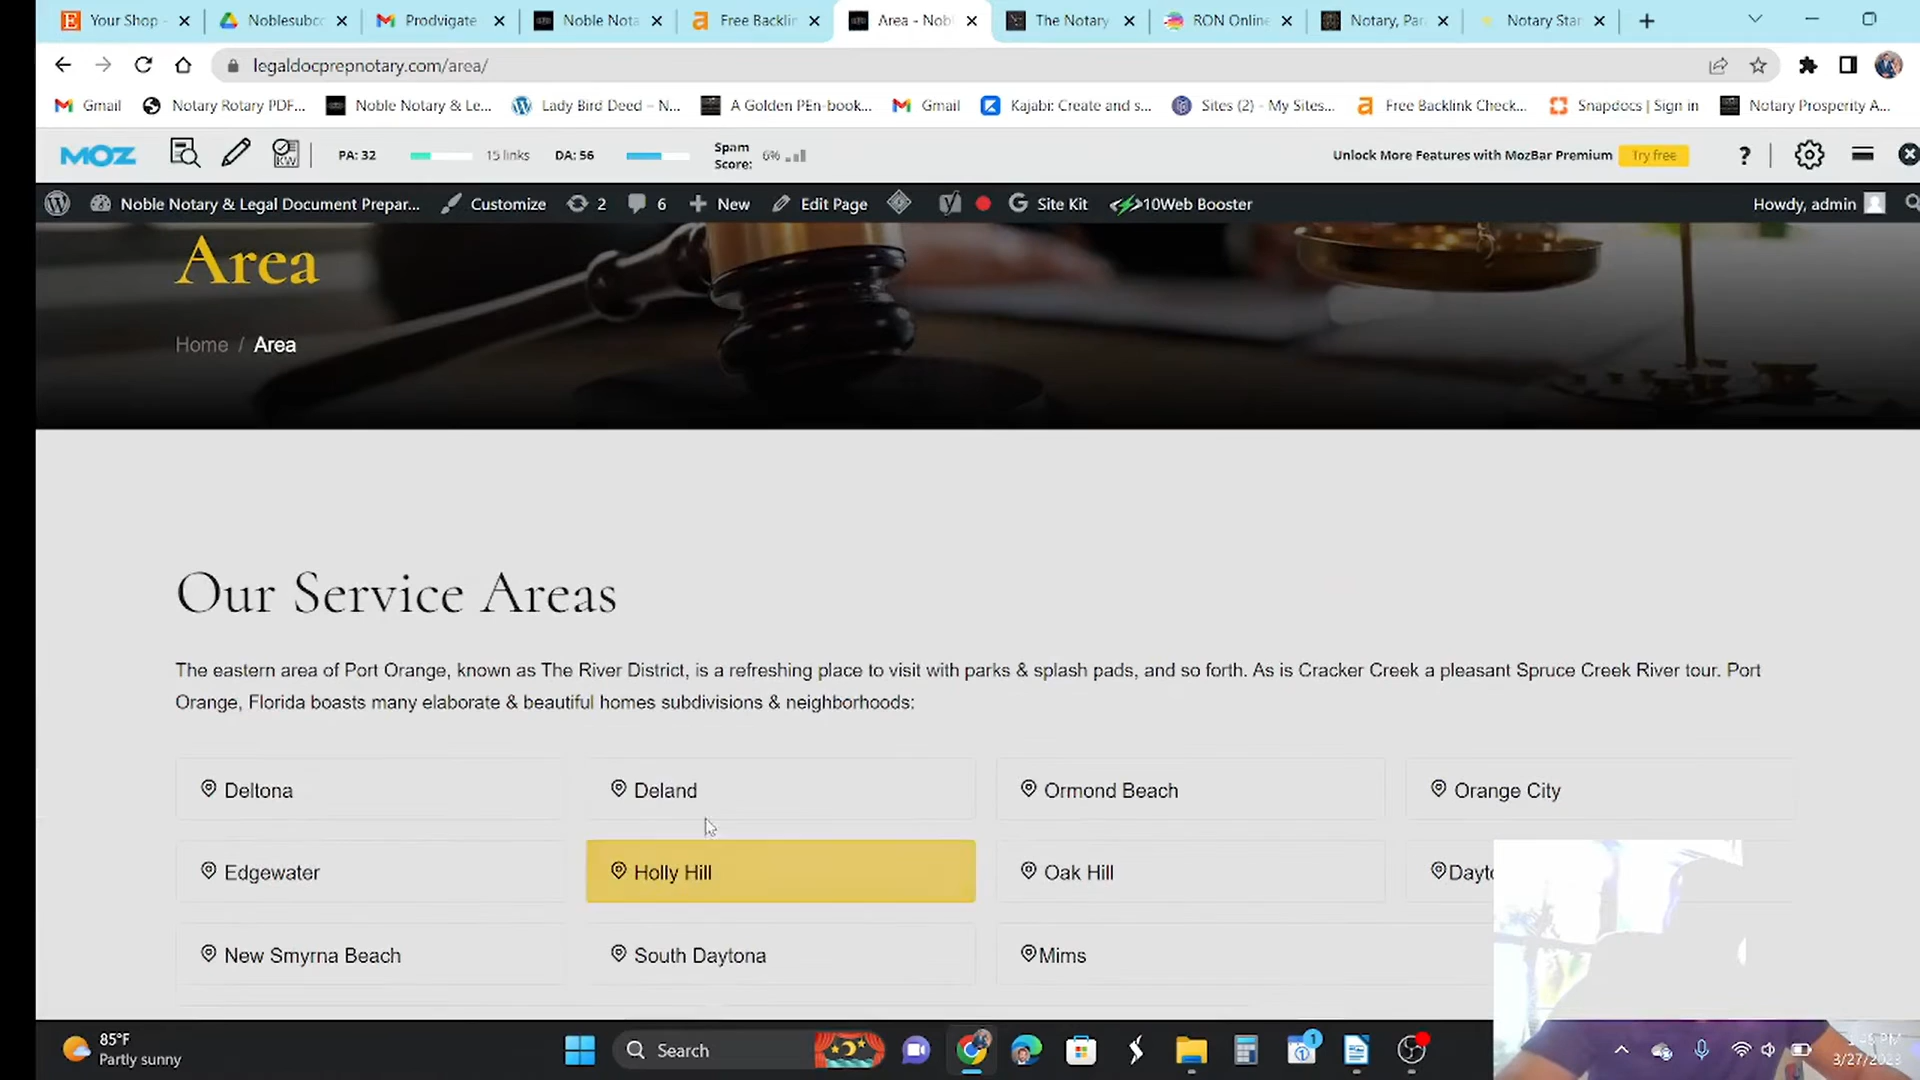 Your Shop -
Noblesubco
Prodvigate
Noble Nota
Free Backlin
Area - Nobl
The Notary
RON Online
Notary, Par
Notary Star
legaldocprepnotary.com/area/
Gmail
Notary Rotary PDF...
Noble Notary & Le...
Lady Bird Deed – N...
A Golden PEn-book...
Gmail
Kajabi: Create and s...
Sites (2) - My Sites...
Free Backlink Check...
Snapdocs | Sign in
Notary Prosperity A...
MOZ
KW
PA: 32
15 links
DA: 56
Spam
Score:
6%
Unlock More Features with MozBar Premium
Try free
?
Noble Notary & Legal Document Prepar...
Customize
2
6
New
Edit Page
Site Kit
10Web Booster
Howdy, admin
Area
Home / Area
Our Service Areas
The eastern area of Port Orange, known as The River District, is a refreshing place to visit with parks & splash pads, and so forth. As is Cracker Creek a pleasant Spruce Creek River tour. Port
Orange, Florida boasts many elaborate & beautiful homes subdivisions & neighborhoods:
Deltona
Deland
Ormond Beach
Orange City
Edgewater
Holly Hill
Oak Hill
Dayto
New Smyrna Beach
South Daytona
Mims
85°F
Partly sunny
Search
1